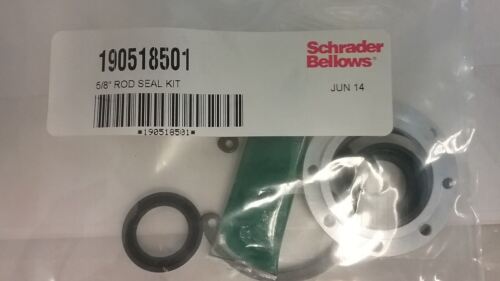 190518501
Schrader
Bellows®
5/8" ROD SEAL KIT
JUN 14
*190518501*